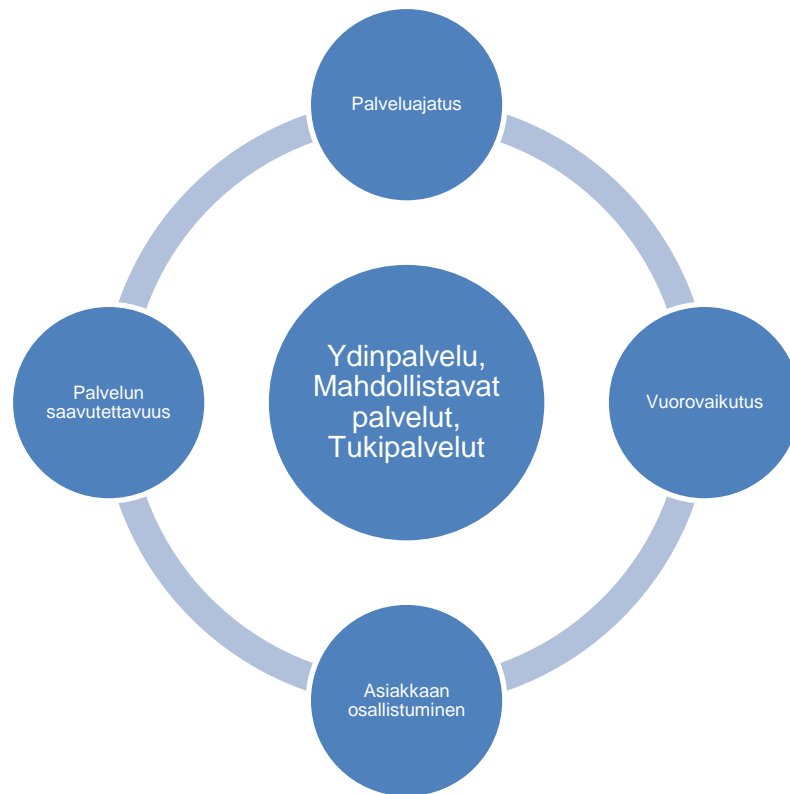 Palveluajatus
Ydinpalvelu,
Mahdollistavat
palvelut,
Tukipalvelut
Palvelun
saavutettavuus
Vuorovaikutus
Asiakkaan
osallistuminen